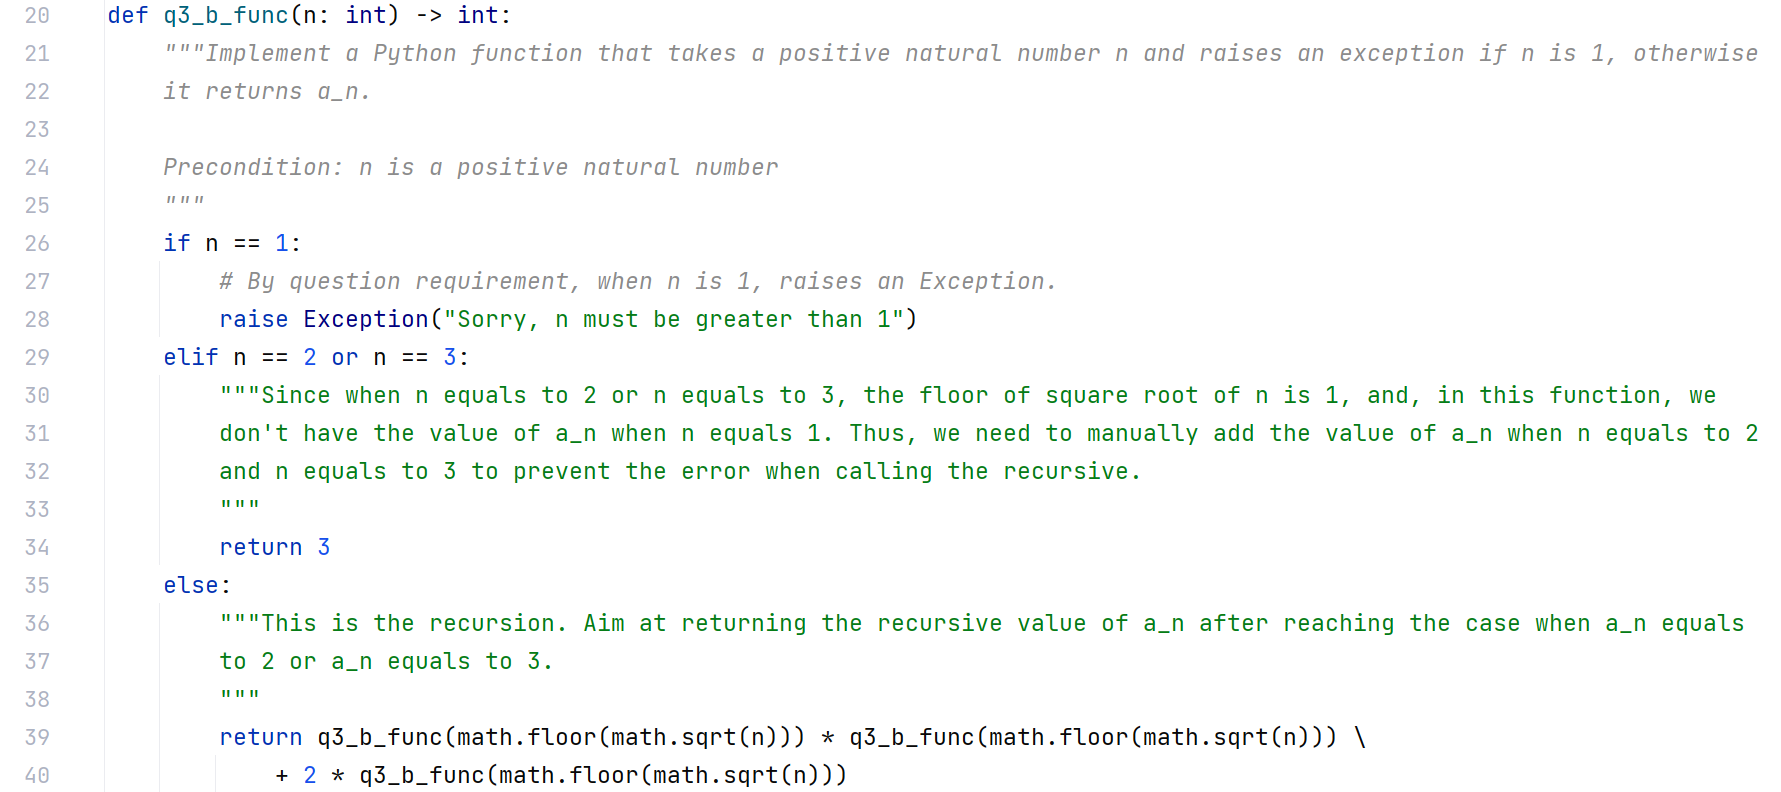 20 def q3_b_func(n: int) -> int:
21     """Implement a Python function that takes a positive natural number n and raises an exception if n is 1, otherwise
22     it returns a_n.
23
24     Precondition: n is a positive natural number
25     """
26     if n == 1:
27         # By question requirement, when n is 1, raises an Exception.
28         raise Exception("Sorry, n must be greater than 1")
29     elif n == 2 or n == 3:
30         """Since when n equals to 2 or n equals to 3, the floor of square root of n is 1, and, in this function, we
31         don't have the value of a_n when n equals 1. Thus, we need to manually add the value of a_n when n equals to 2
32         and n equals to 3 to prevent the error when calling the recursive.
33         """
34         return 3
35     else:
36         """This is the recursion. Aim at returning the recursive value of a_n after reaching the case when a_n equals
37         to 2 or a_n equals to 3.
38         """
39         return q3_b_func(math.floor(math.sqrt(n))) * q3_b_func(math.floor(math.sqrt(n))) \
40             + 2 * q3_b_func(math.floor(math.sqrt(n)))